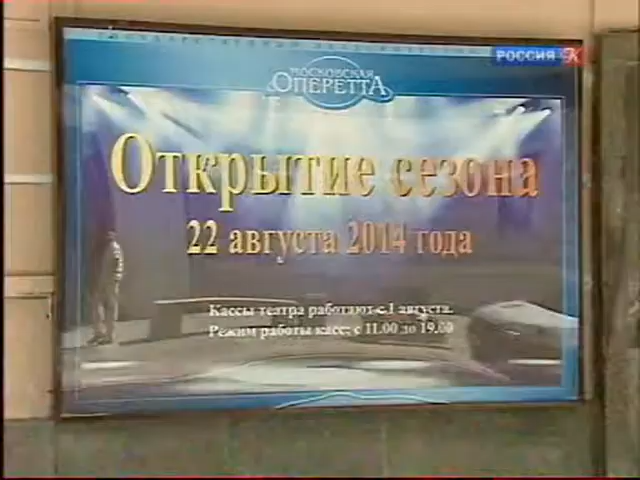 РОССИЯ К
МОСКОВСКАЯ
ОПЕРЕТТА
Открытие сезона
22 августа 2014 года
Кассы театра работают с 1 августа.
Режим работы касс: с 11.00 до 19.00